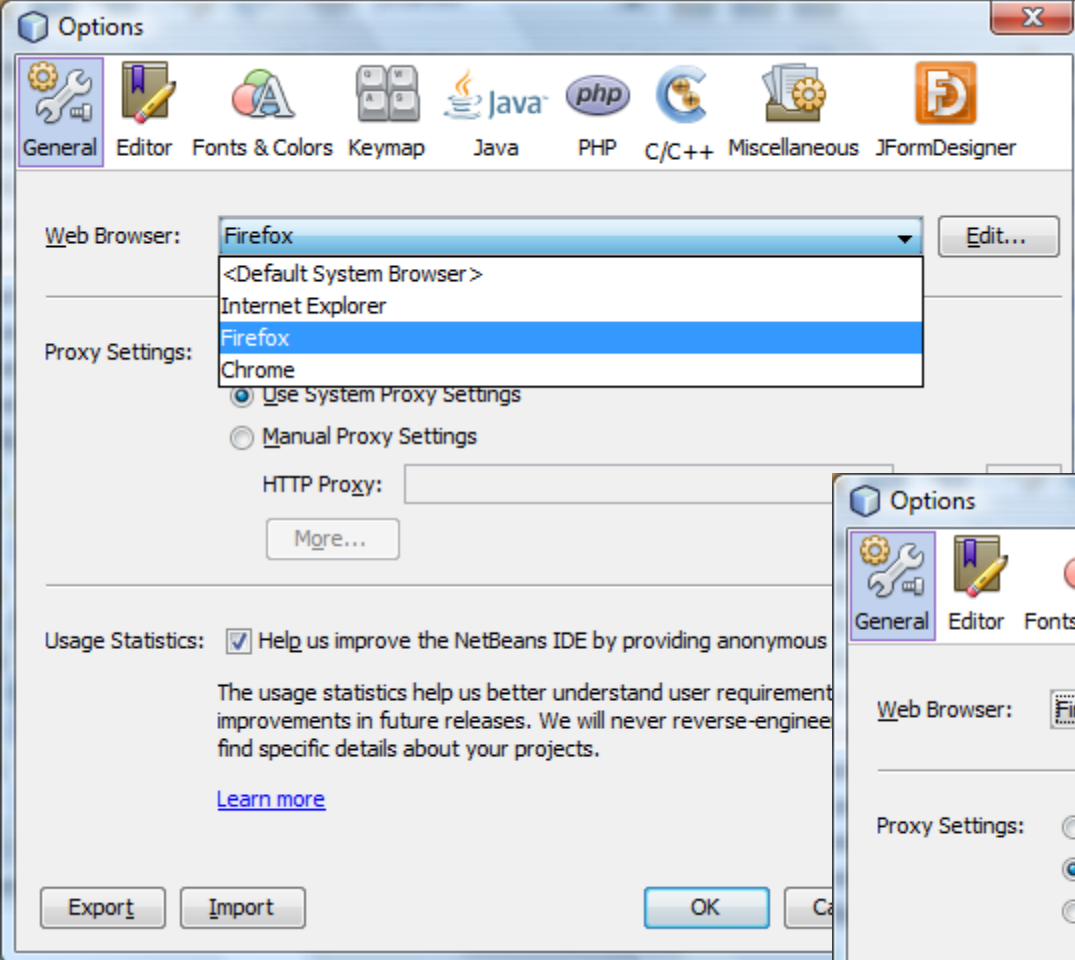 Options
General Editor Fonts & Colors Keymap Java PHP C/C++ Miscellaneous JFormDesigner
Web Browser: Firefox Edit...
<Default System Browser>
Internet Explorer
Firefox
Chrome
Proxy Settings:
Use System Proxy Settings
Manual Proxy Settings
HTTP Proxy:
More...
Usage Statistics: Help us improve the NetBeans IDE by providing anonymous
The usage statistics help us better understand user requirement
improvements in future releases. We will never reverse-enginee
find specific details about your projects.
Learn more
Export Import OK Ca
Options
General Editor Fonts
Web Browser: Fi
Proxy Settings: